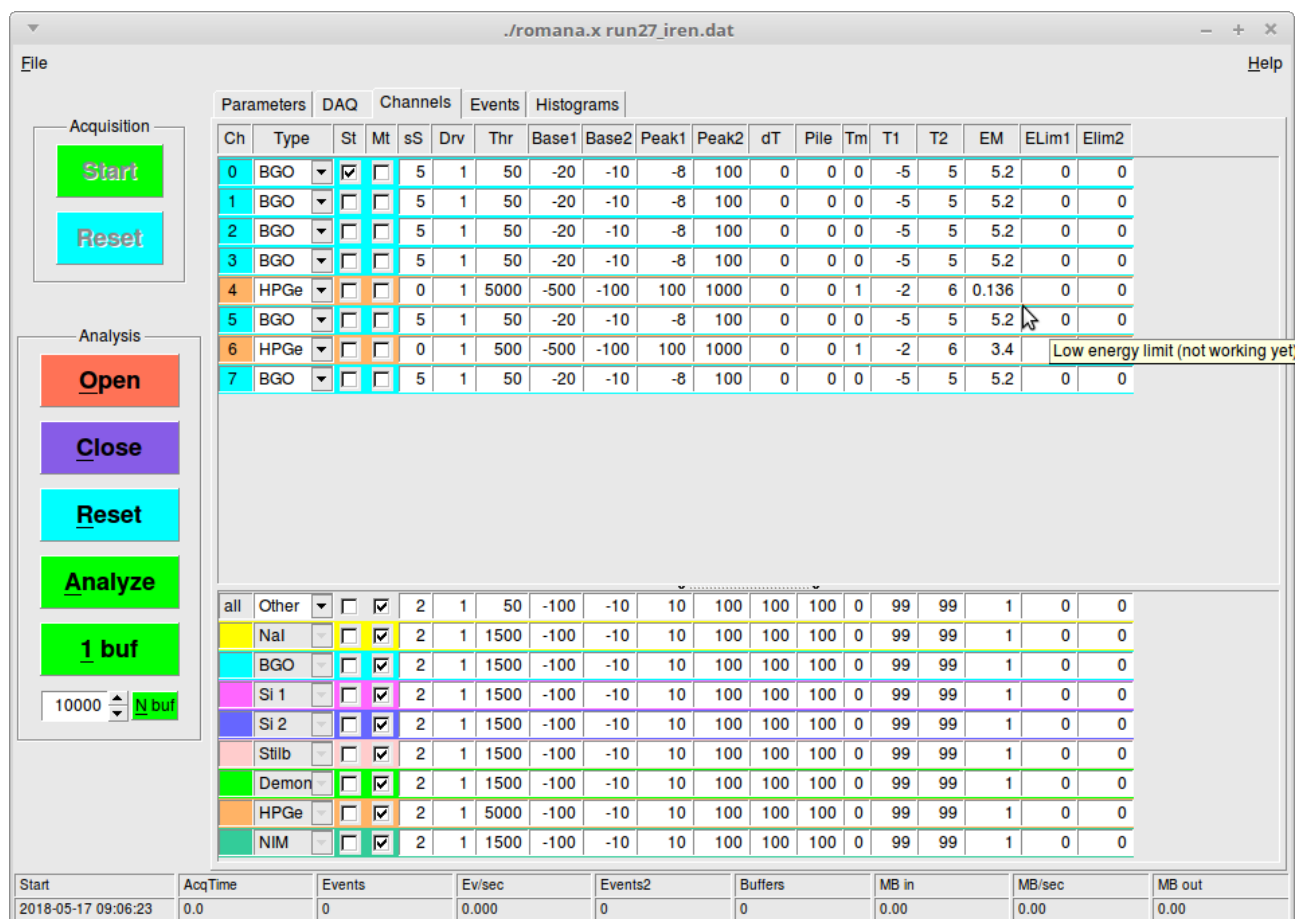 ./romana.x run27_iren.dat
File Help
Parameters DAQ Channels Events Histograms
Acquisition
Start
Reset
Analysis
Open
Close
Reset
Analyze
1 buf
10000 N buf
Ch Type St Mt sS Drv Thr Base1 Base2 Peak1 Peak2 dT Pile Tm T1 T2 EM ELim1 Elim2
0 BGO 5 1 50 -20 -10 -8 100 0 0 0 -5 5 5.2 0 0
1 BGO 5 1 50 -20 -10 -8 100 0 0 0 -5 5 5.2 0 0
2 BGO 5 1 50 -20 -10 -8 100 0 0 0 -5 5 5.2 0 0
3 BGO 5 1 50 -20 -10 -8 100 0 0 0 -5 5 5.2 0 0
4 HPGe 0 1 5000 -500 -100 100 1000 0 0 1 -2 6 0.136 0 0
5 BGO 5 1 50 -20 -10 -8 100 0 0 0 -5 5 5.2 0 0
6 HPGe 0 1 500 -500 -100 100 1000 0 0 1 -2 6 3.4
Low energy limit (not working yet)
7 BGO 5 1 50 -20 -10 -8 100 0 0 0 -5 5 5.2 0 0
all Other 2 1 50 -100 -10 10 100 100 100 0 99 99 1 0 0
NaI 2 1 1500 -100 -10 10 100 100 100 0 99 99 1 0 0
BGO 2 1 1500 -100 -10 10 100 100 100 0 99 99 1 0 0
Si 1 2 1 1500 -100 -10 10 100 100 100 0 99 99 1 0 0
Si 2 2 1 1500 -100 -10 10 100 100 100 0 99 99 1 0 0
Stilb 2 1 1500 -100 -10 10 100 100 100 0 99 99 1 0 0
Demon 2 1 1500 -100 -10 10 100 100 100 0 99 99 1 0 0
HPGe 2 1 5000 -100 -10 10 100 100 100 0 99 99 1 0 0
NIM 2 1 1500 -100 -10 10 100 100 100 0 99 99 1 0 0
Start AcqTime Events Ev/sec Events2 Buffers MB in MB/sec MB out
2018-05-17 09:06:23 0.0 0 0.000 0 0 0.00 0.00 0.00